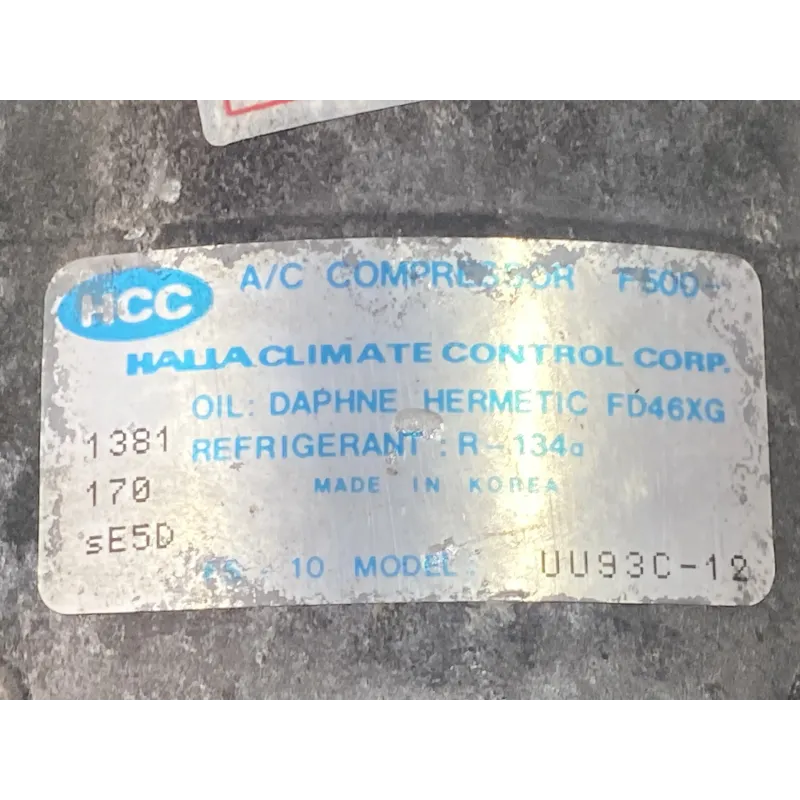 HCC
A/C COMPRESSOR F500-
HALLA CLIMATE CONTROL CORP.
OIL: DAPHNE HERMETIC FD46XG
1381 REFRIGERANT : R-134a
170 MADE IN KOREA
sE5D
10 MODEL: UU93C-12